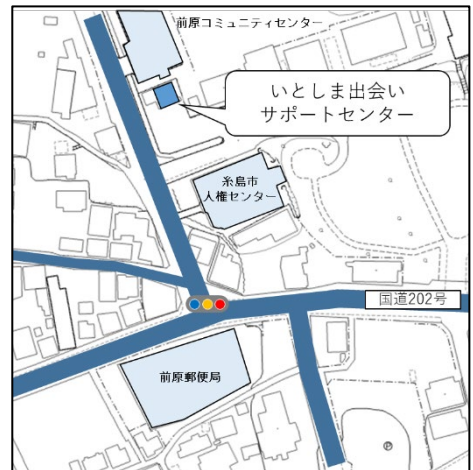 前原コミュニティセンター
いとしま出会い
サポートセンター
糸島市
人権センター
国道202号
前原郵便局
P